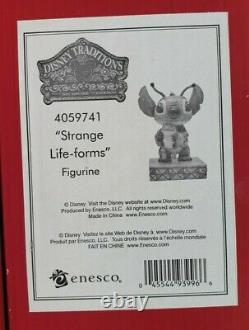 DISNEY TRADITIONS
4059741
"Strange
Life-forms"
Figurine
© Disney Visit the Disney website at www.disney.com
Produced by Enesco, LLC. All rights reserved worldwide.
Made in China www.Enesco.com
© Disney Visitez le site Web de Disney à www.Disney.com
Produit par Enesco, LLC. Tous droits réservés à l'échelle mondiale
FAIT EN CHINE www.Enesco.com
enesco.
0 45544 93996 6